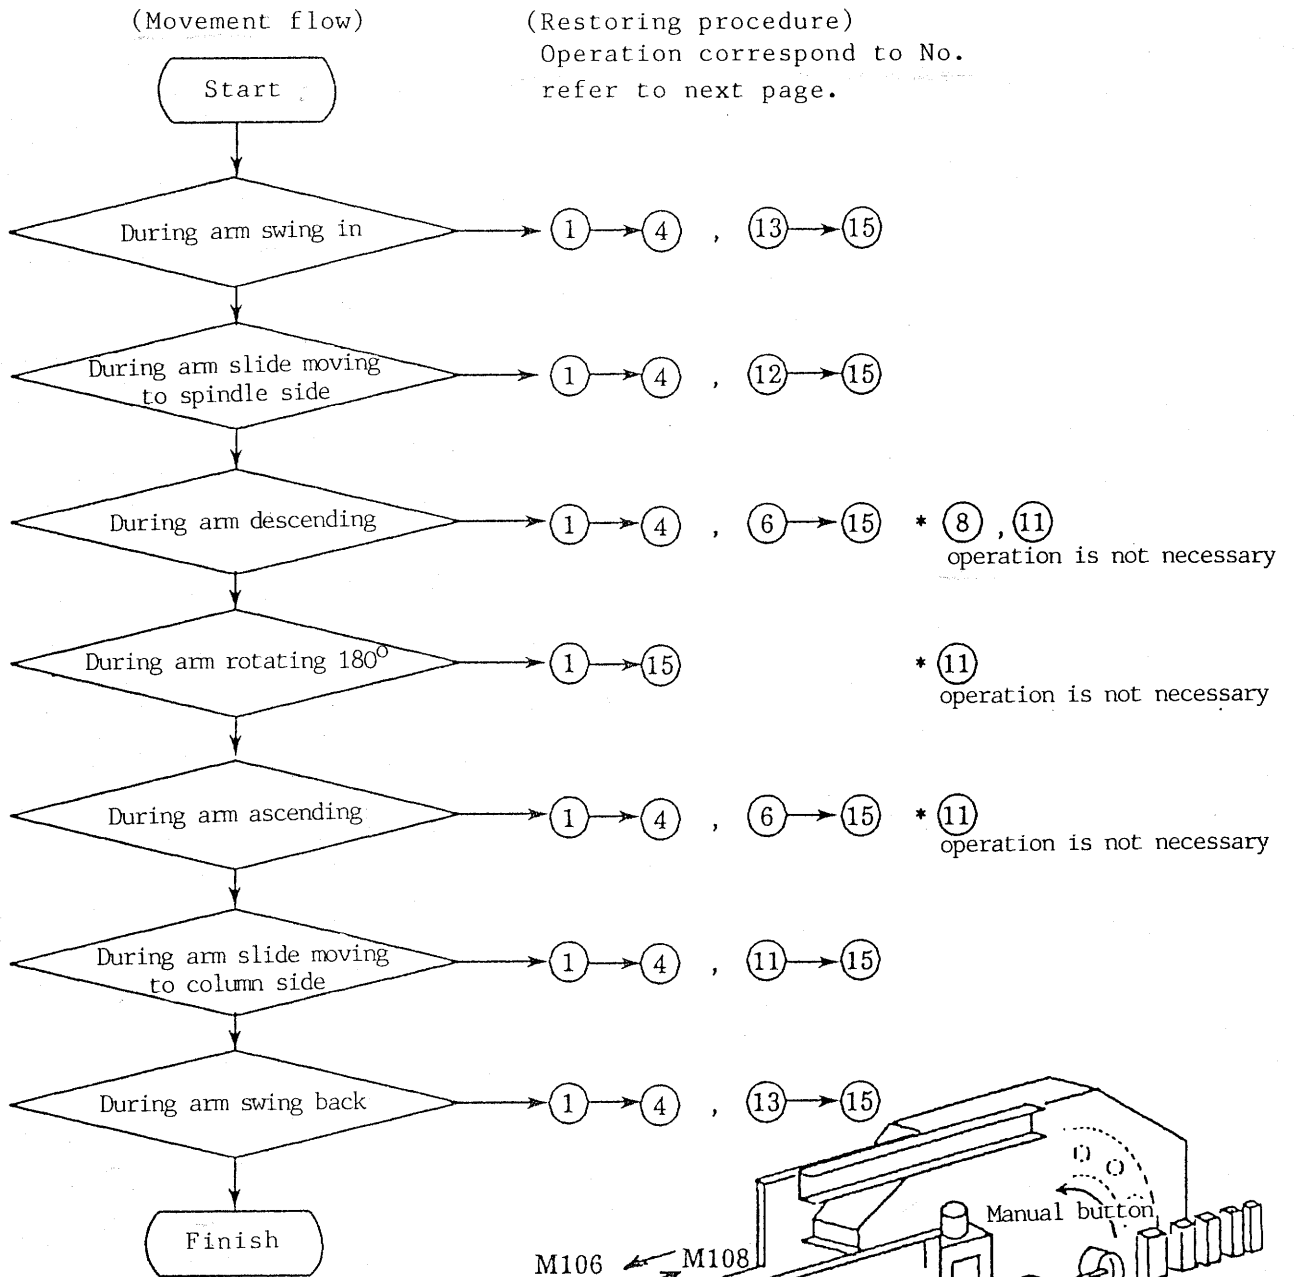 (Movement flow)
(Restoring procedure)
Operation correspond to No.
refer to next page.
Start
During arm swing in
1 4 , 13 15
During arm slide moving
to spindle side
1 4 , 12 15
During arm descending
1 4 , 6 15 * 8 , 11
operation is not necessary
During arm rotating 180°
1 15 * 11
operation is not necessary
During arm ascending
1 4 , 6 15 * 11
operation is not necessary
During arm slide moving
to column side
1 4 , 11 15
During arm swing back
1 4 , 13 15
Finish
Manual button
M106 M108